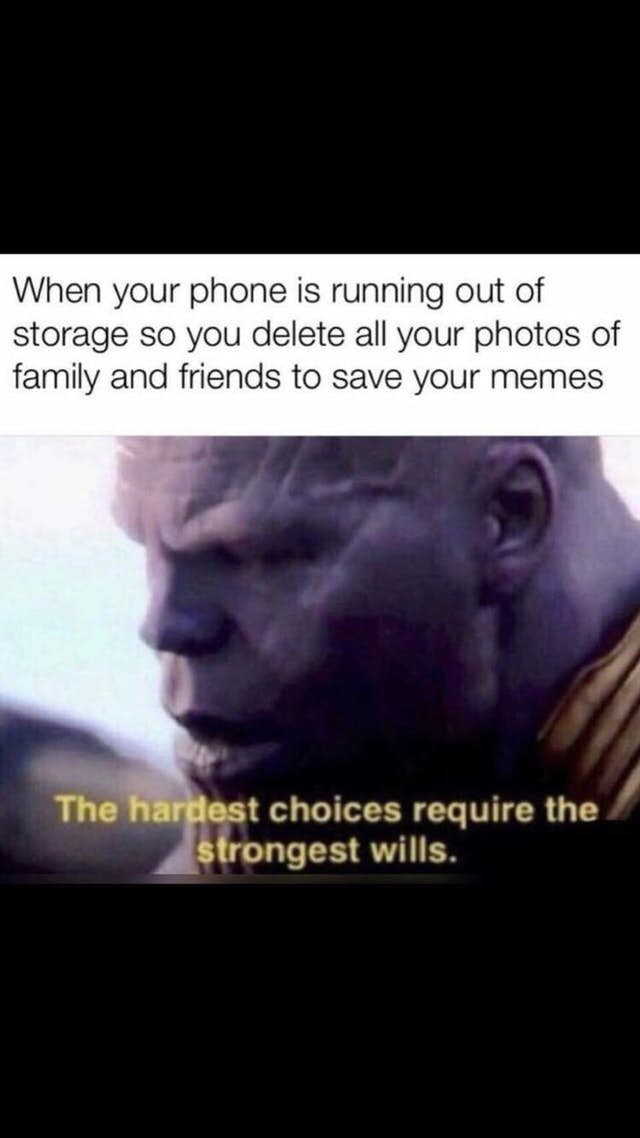 When your phone is running out of
storage so you delete all your photos of
family and friends to save your memes
The hardest choices require the
strongest wills.